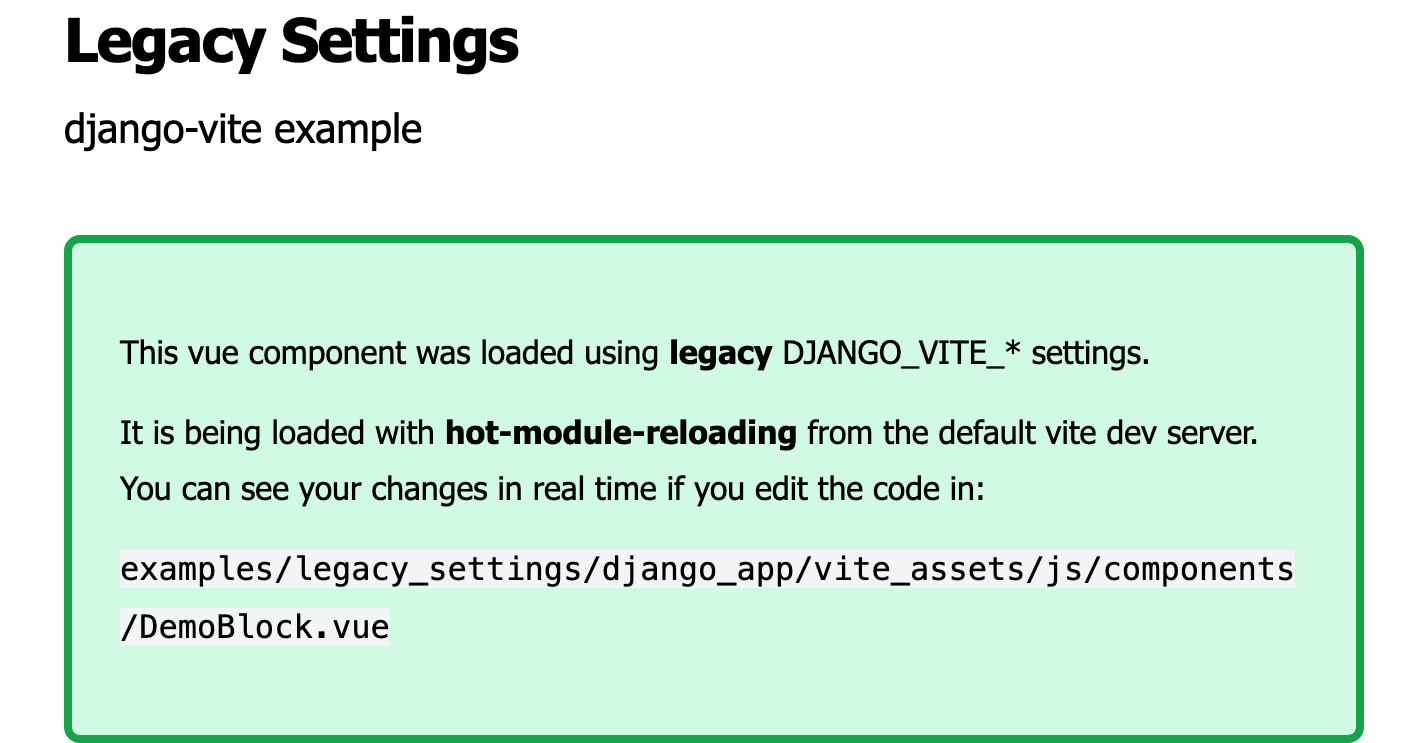 Legacy Settings
django-vite example
This vue component was loaded using legacy DJANGO_VITE_* settings.
It is being loaded with hot-module-reloading from the default vite dev server.
You can see your changes in real time if you edit the code in:
examples/legacy_settings/django_app/vite_assets/js/components
/DemoBlock.vue